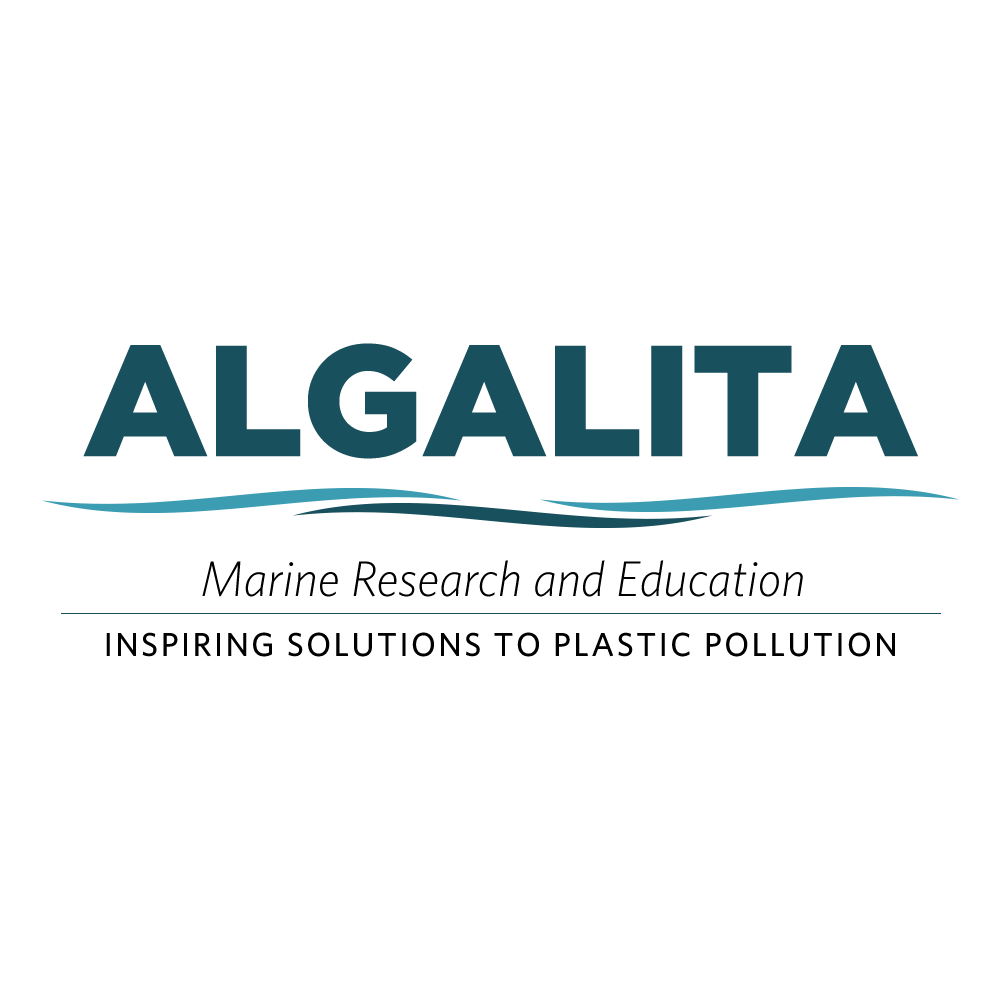 ALGALITA
Marine Research and Education
INSPIRING SOLUTIONS TO PLASTIC POLLUTION